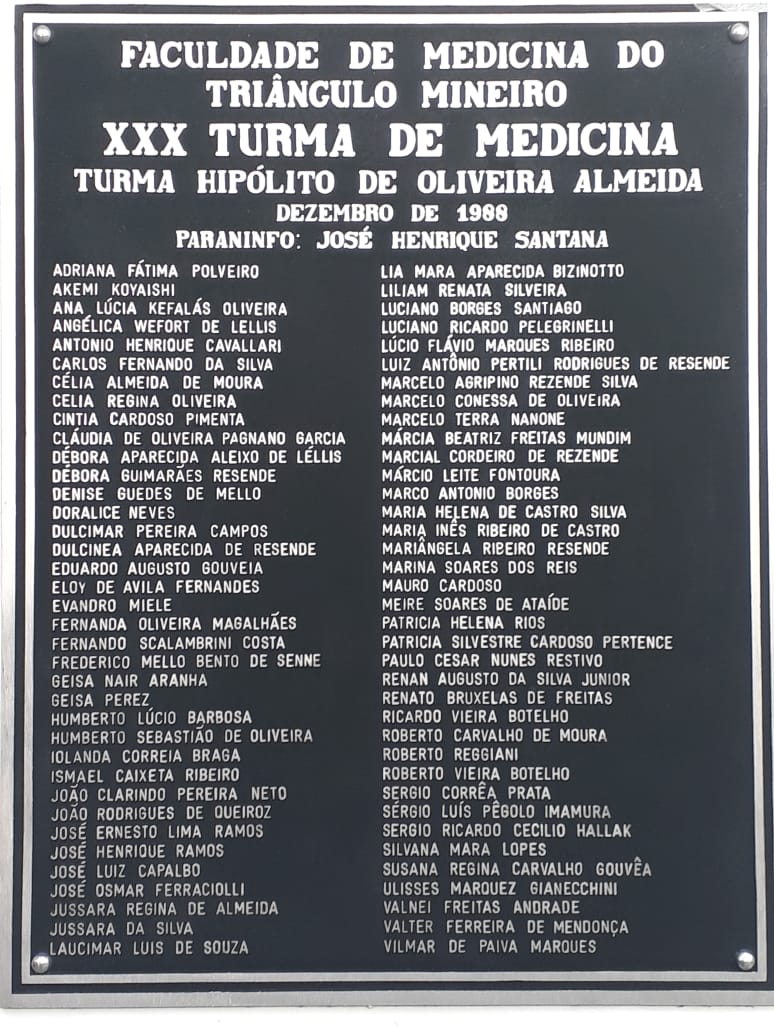 FACULDADE DE MEDICINA DO
TRIÂNGULO MINEIRO
XXX TURMA DE MEDICINA
TURMA HIPÓLITO DE OLIVEIRA ALMEIDA
DEZEMBRO DE 1988
PARANINFO: JOSÉ HENRIQUE SANTANA
ADRIANA FÁTIMA POLVEIRO
AKEMI KOYAISHI
ANA LÚCIA KEFALÁS OLIVEIRA
ANGÉLICA WEFORT DE LELLIS
ANTONIO HENRIQUE CAVALLARI
CARLOS FERNANDO DA SILVA
CÉLIA ALMEIDA DE MOURA
CELIA REGINA OLIVEIRA
CINTIA CARDOSO PIMENTA
CLÁUDIA DE OLIVEIRA PAGNANO GARCIA
DÉBORA APARECIDA ALEIXO DE LÉLLIS
DÉBORA GUIMARÃES RESENDE
DENISE GUEDES DE MELLO
DORALICE NEVES
DULCIMAR PEREIRA CAMPOS
DULCINEA APARECIDA DE RESENDE
EDUARDO AUGUSTO GOUVEIA
ELOY DE AVILA FERNANDES
EVANDRO MIELE
FERNANDA OLIVEIRA MAGALHÃES
FERNANDO SCALAMBRINI COSTA
FREDERICO MELLO BENTO DE SENNE
GEISA NAIR ARANHA
GEISA PEREZ
HUMBERTO LÚCIO BARBOSA
HUMBERTO SEBASTIÃO DE OLIVEIRA
IOLANDA CORREIA BRAGA
ISMAEL CAIXETA RIBEIRO
JOÃO CLARINDO PEREIRA NETO
JOÃO RODRIGUES DE QUEIROZ
JOSÉ ERNESTO LIMA RAMOS
JOSÉ HENRIQUE RAMOS
JOSÉ LUIZ CAPALBO
JOSÉ OSMAR FERRACIOLLI
JUSSARA REGINA DE ALMEIDA
JUSSARA DA SILVA
LAUCIMAR LUIS DE SOUZA
LIA MARA APARECIDA BIZINOTTO
LILIAM RENATA SILVEIRA
LUCIANO BORGES SANTIAGO
LUCIANO RICARDO PELEGRINELLI
LÚCIO FLÁVIO MARQUES RIBEIRO
LUIZ ANTÔNIO PERTILI RODRIGUES DE RESENDE
MARCELO AGRIPINO REZENDE SILVA
MARCELO CONESSA DE OLIVEIRA
MARCELO TERRA NANONE
MÁRCIA BEATRIZ FREITAS MUNDIM
MARCIAL CORDEIRO DE REZENDE
MÁRCIO LEITE FONTOURA
MARCO ANTONIO BORGES
MARIA HELENA DE CASTRO SILVA
MARIA INÊS RIBEIRO DE CASTRO
MARIÂNGELA RIBEIRO RESENDE
MARINA SOARES DOS REIS
MAURO CARDOSO
MEIRE SOARES DE ATAÍDE
PATRICIA HELENA RIOS
PATRICIA SILVESTRE CARDOSO PERTENCE
PAULO CESAR NUNES RESTIVO
RENAN AUGUSTO DA SILVA JUNIOR
RENATO BRUXELAS DE FREITAS
RICARDO VIEIRA BOTELHO
ROBERTO CARVALHO DE MOURA
ROBERTO REGGIANI
ROBERTO VIEIRA BOTELHO
SERGIO CORRÊA PRATA
SÉRGIO LUÍS PÊGOLO IMAMURA
SERGIO RICARDO CECILIO HALLAK
SILVANA MARA LOPES
SUSANA REGINA CARVALHO GOUVÊA
ULISSES MARQUEZ GIANECCHINI
VALNEI FREITAS ANDRADE
VALTER FERREIRA DE MENDONÇA
VILMAR DE PAIVA MARQUES